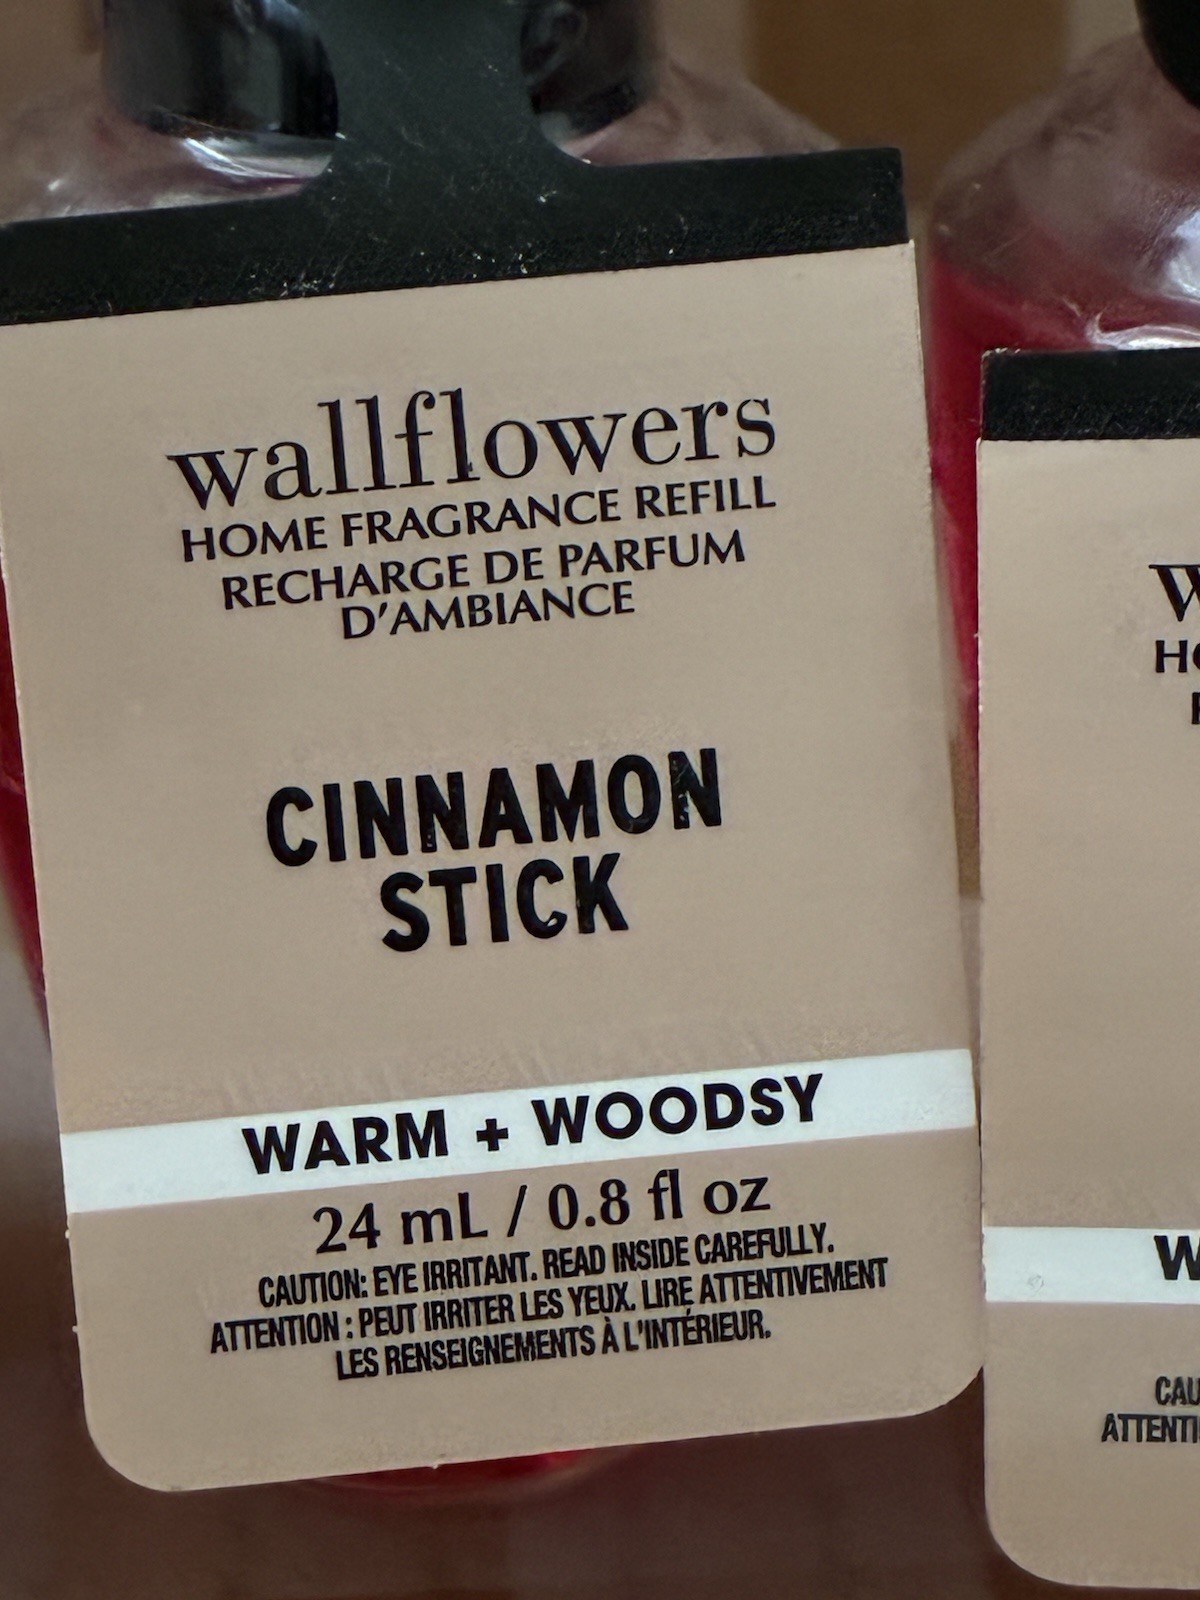 wallflowers
HOME FRAGRANCE REFILL
RECHARGE DE PARFUM
D'AMBIANCE
CINNAMON
STICK
WARM + WOODSY
24 mL / 0.8 fl oz
CAUTION: EYE IRRITANT. READ INSIDE CAREFULLY.
ATTENTION : PEUT IRRITER LES YEUX. LIRE ATTENTIVEMENT
LES RENSEIGNEMENTS À L'INTÉRIEUR.